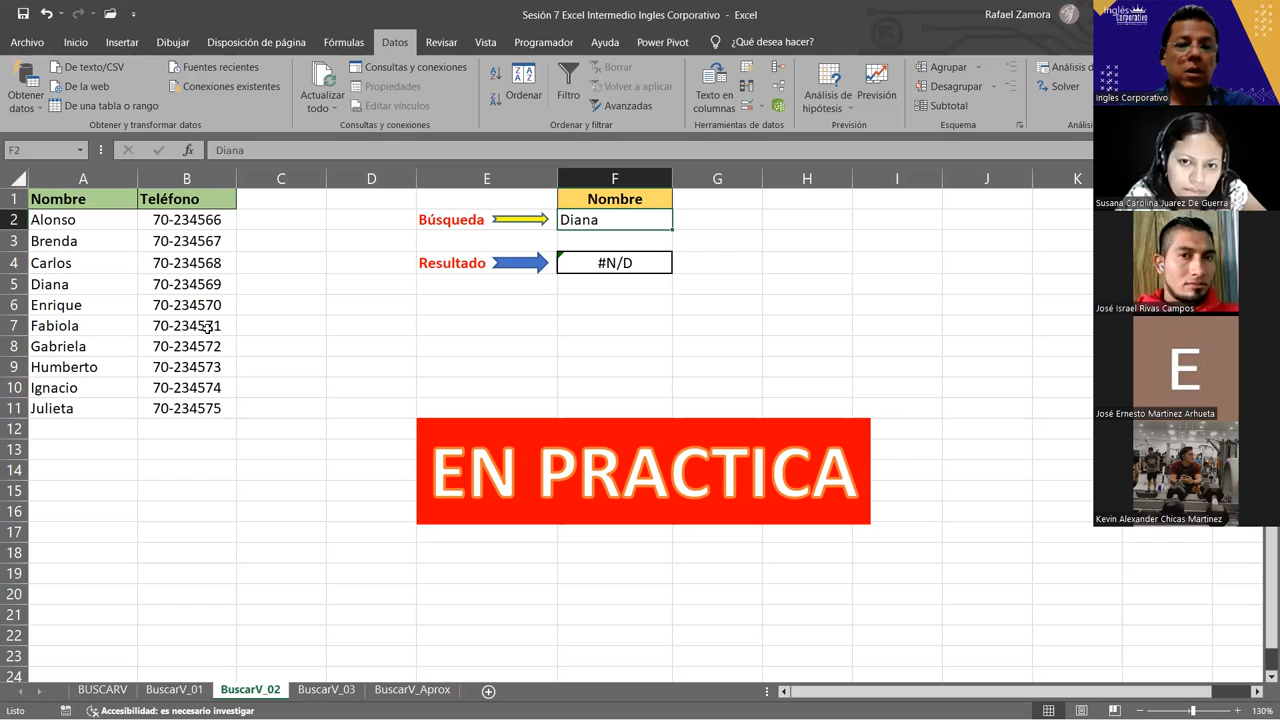 Sesión 7 Excel Intermedio Ingles Corporativo - Excel
Rafael Zamora
Archivo Inicio Insertar Dibujar Disposición de página Fórmulas Datos Revisar Vista Programador Ayuda Power Pivot ¿Qué desea hacer?
Obtener datos
De texto/CSV
De la web
De una tabla o rango
Fuentes recientes
Conexiones existentes
Obtener y transformar datos
Actualizar todo
Consultas y conexiones
Propiedades
Editar vínculos
Consultas y conexiones
Ordenar
Filtro
Borrar
Volver a aplicar
Avanzadas
Ordenar y filtrar
Texto en columnas
Herramientas de datos
Análisis de hipótesis
Previsión
Previsión
Agrupar
Desagrupar
Subtotal
Esquema
Análisis d
Solver
Anális
F2 fx Diana
A B C D E F G H I J K
1 Nombre Teléfono Nombre
2 Alonso 70-234566 Búsqueda Diana
3 Brenda 70-234567
4 Carlos 70-234568 Resultado #N/D
5 Diana 70-234569
6 Enrique 70-234570
7 Fabiola 70-234571
8 Gabriela 70-234572
9 Humberto 70-234573
10 Ignacio 70-234574
11 Julieta 70-234575
12
13
14
15
16
17
18
19
20
21
22
23
24
EN PRACTICA
BUSCARV BuscarV_01 BuscarV_02 BuscarV_03 BuscarV_Aprox
Listo Accesibilidad: es necesario investigar 130%
Inglés
Corporativo
Ingles Corporativo
Susana Carolina Juarez De Guerra
José Israel Rivas Campos
E
José Ernesto Martinez Arhueta
Kevin Alexander Chicas Martinez